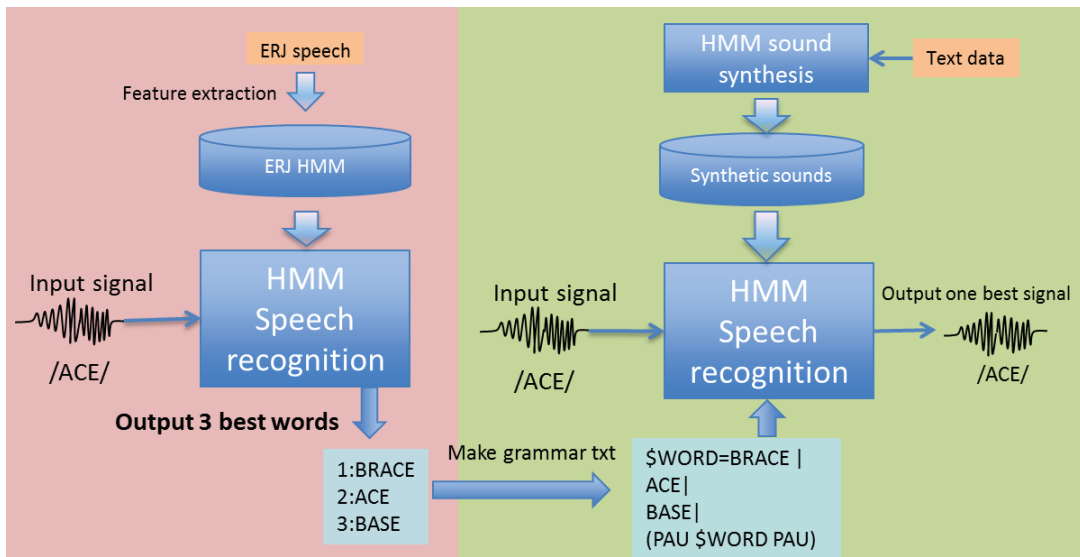 ERJ speech
Feature extraction
ERJ HMM
Input signal
/ACE/
HMM
Speech
recognition
Output 3 best words
1:BRACE
2:ACE
3:BASE
Make grammar txt
HMM sound
synthesis
Text data
Synthetic sounds
Input signal
/ACE/
HMM
Speech
recognition
Output one best signal
/ACE/
$WORD=BRACE |
ACE|
BASE|
(PAU $WORD PAU)